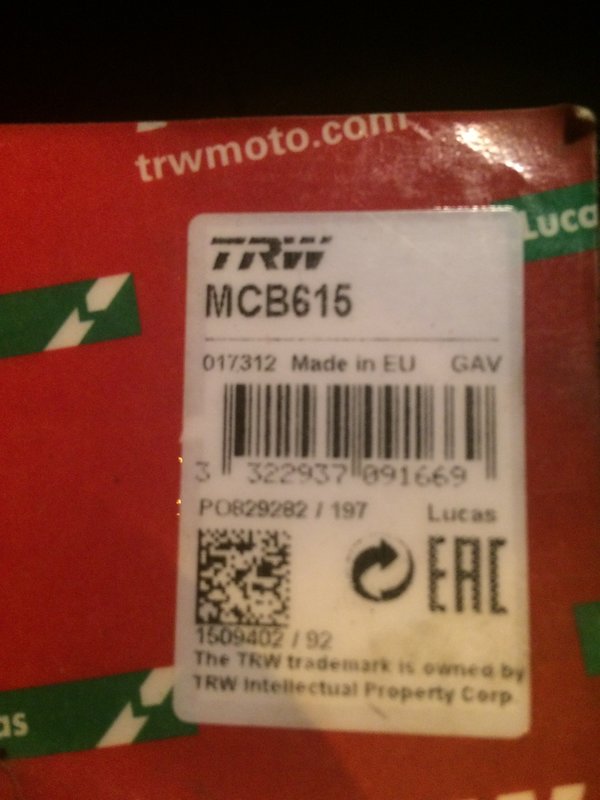 trwmoto.com
Lucas
TRW
MCB615
017312 Made in EU GAV
3 322937 091669
PO829282 / 197 Lucas
EAC
1509402 / 92
The TRW trademark is owned by
TRW Intellectual Property Corp.
as